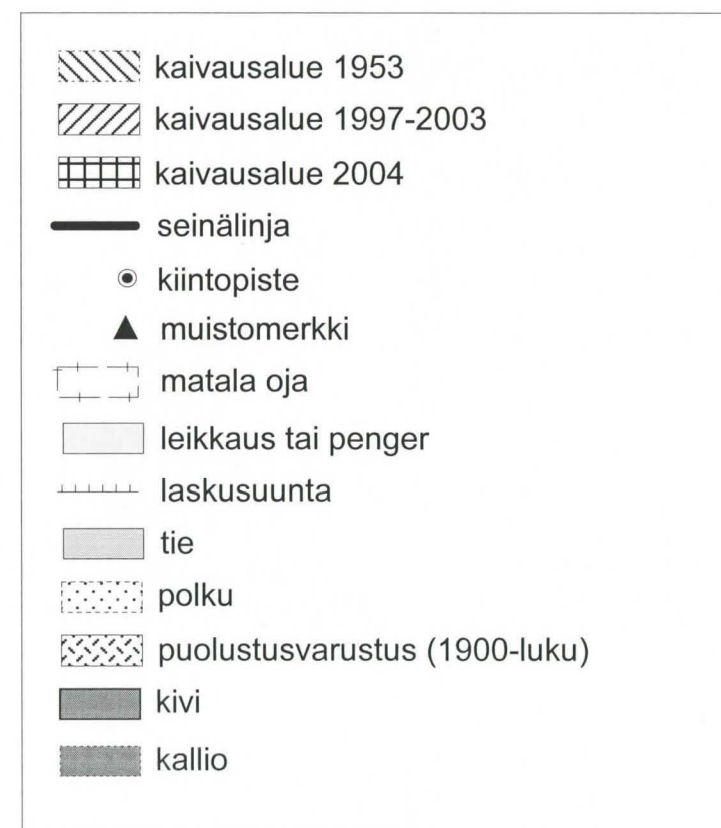 kaivausalue 1953
kaivausalue 1997-2003
kaivausalue 2004
seinälinja
kiintopiste
muistomerkki
matala oja
leikkaus tai penger
laskusuunta
tie
polku
puolustusvarustus (1900-luku)
kivi
kallio